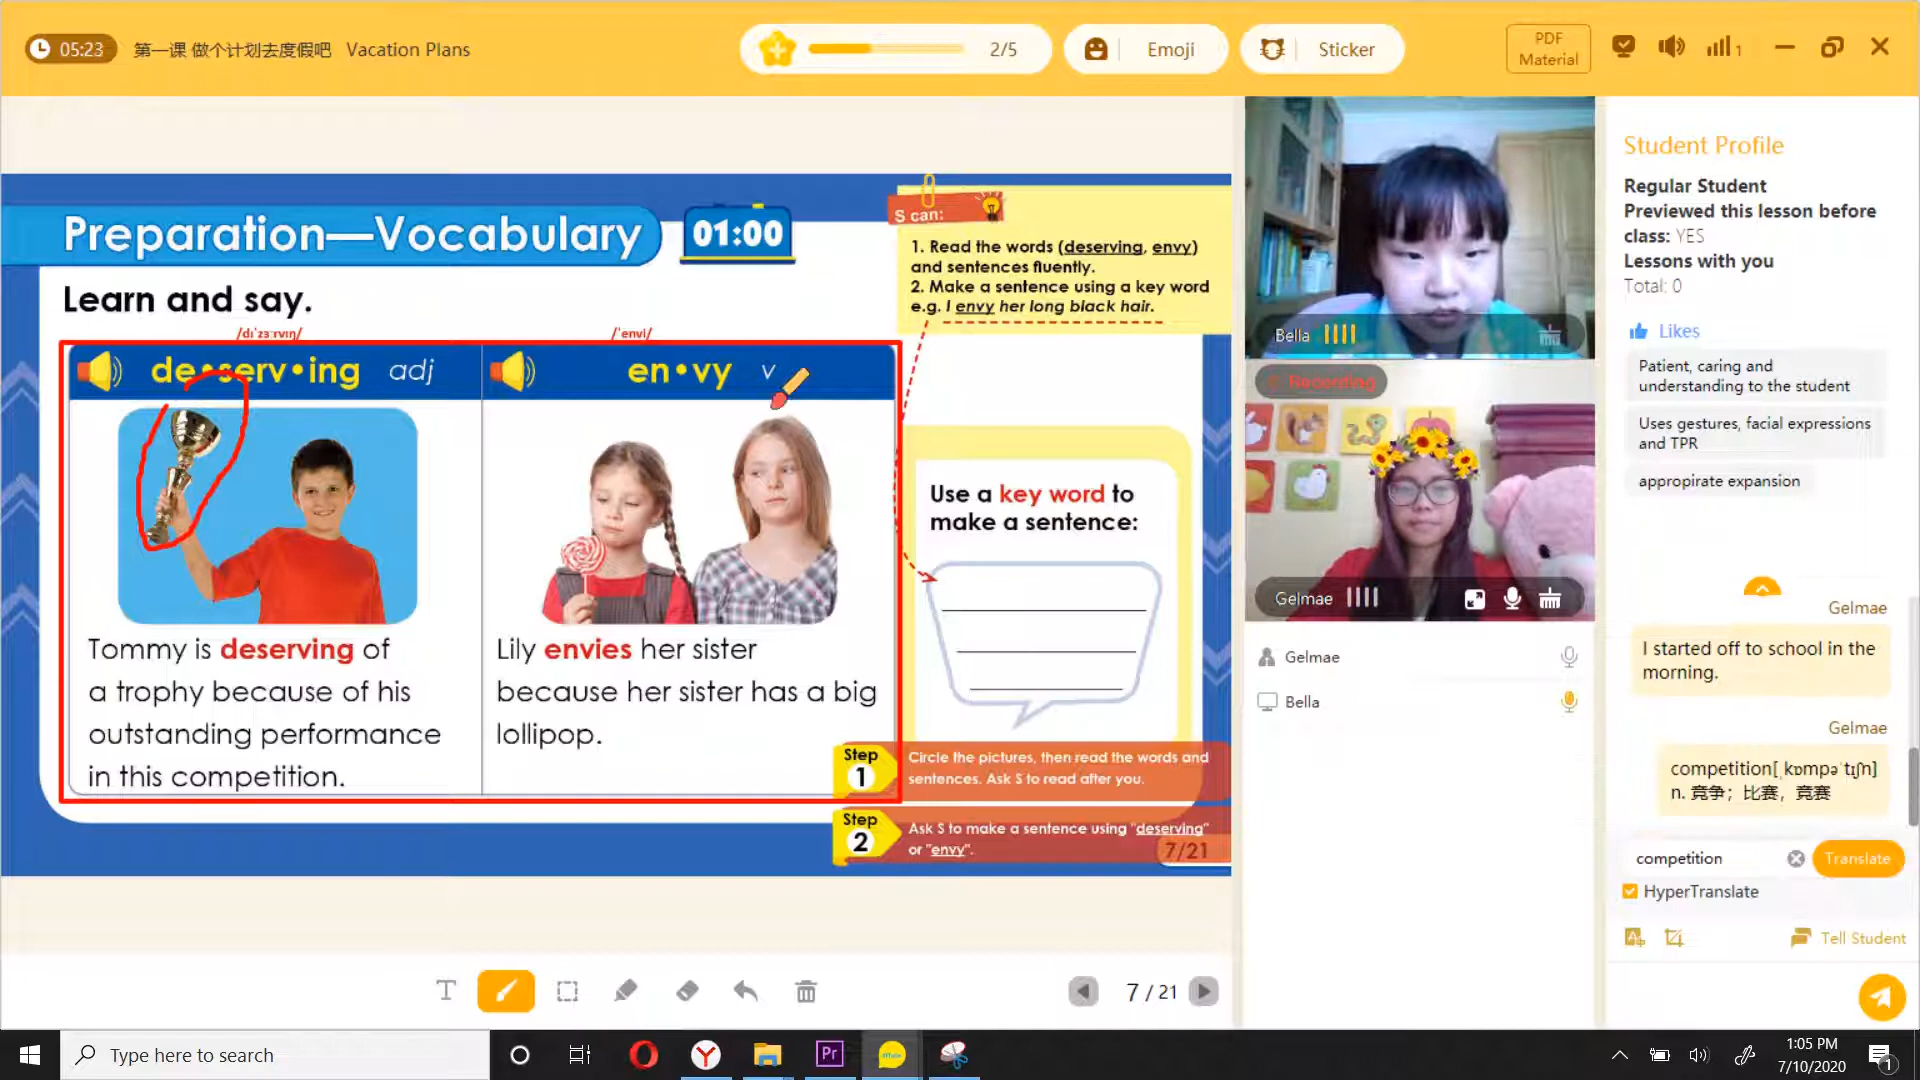 05:23
第一课 做个计划去度假吧 Vacation Plans
2/5
Emoji
Sticker
PDF
Material
1
Preparation—Vocabulary
01:00
Learn and say.
/dɪˈzɜːrvɪŋ/
/ˈenvi/
de•serv•ing adj
en•vy v
Tommy is deserving of
a trophy because of his
outstanding performance
in this competition.
Lily envies her sister
because her sister has a big
lollipop.
S can:
1. Read the words (deserving, envy)
and sentences fluently.
2. Make a sentence using a key word
e.g. I envy her long black hair.
Use a key word to
make a sentence:
Step
1
Circle the pictures, then read the words and
sentences. Ask S to read after you.
Step
2
Ask S to make a sentence using "deserving"
or "envy".
7/21
Bella
Recording
Gelmae
Gelmae
Bella
Student Profile
Regular Student
Previewed this lesson before
class: YES
Lessons with you
Total: 0
Likes
Patient, caring and
understanding to the student
Uses gestures, facial expressions
and TPR
appropirate expansion
Gelmae
I started off to school in the
morning.
Gelmae
competition[ˌkɒmpəˈtɪʃn]
n. 竞争；比赛，竞赛
competition
Translate
HyperTranslate
Tell Student
T
7 / 21
Type here to search
Pr
1:05 PM
7/10/2020
1